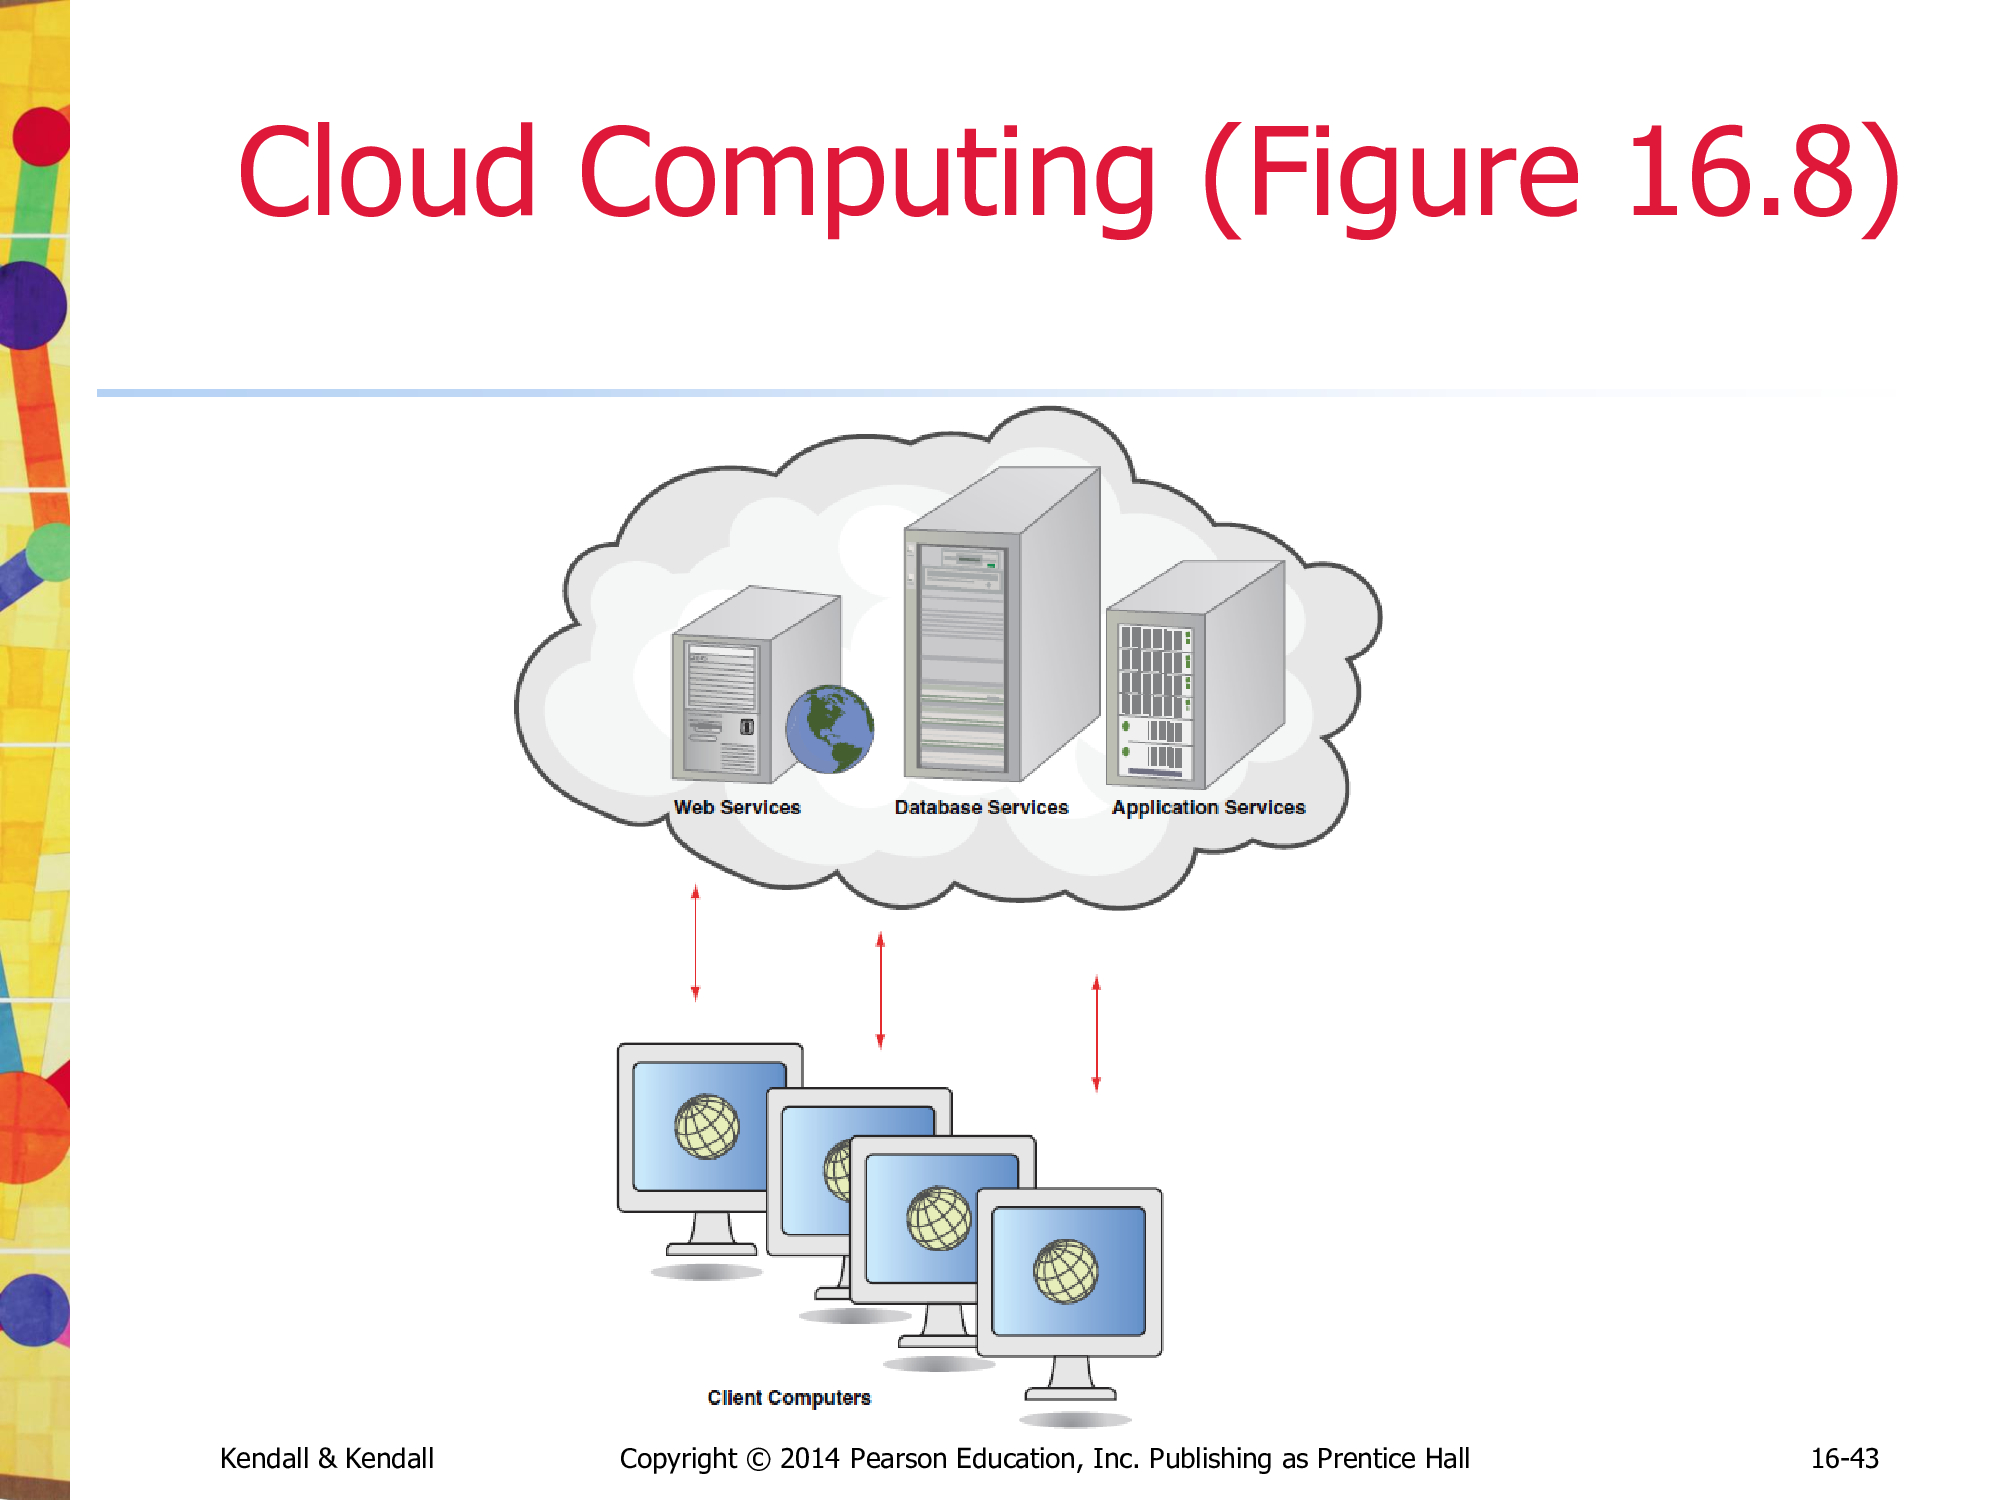 Cloud Computing (Figure 16.8)
Web Services
Database Services
Application Services
Client Computers
Kendall & Kendall
Copyright © 2014 Pearson Education, Inc. Publishing as Prentice Hall
16-43